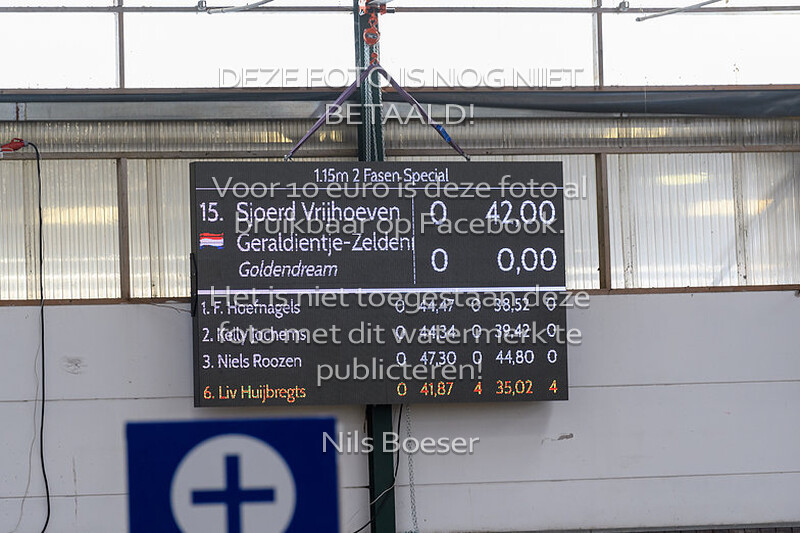 DEZE FOTO IS NOG NIET
BETAALD!
1.15m 2 Fasen Special
Voor 10 euro is deze foto al
15. Sjoerd Vrijhoeven 0 42,00
bruikbaar op Facebook.
Geraldientje-Zelden 0 0,00
Goldendream
Het is niet toegestaan deze
1. F. Hoefnagels 0 44,47 0 38,52 0
foto met dit watermerk te
2. Kelly Jochems 0 44,34 0 39,42 0
3. Niels Roozen 0 47,30 0 44,80 0
publiceren!
6. Liv Huijbregts 0 41,87 4 35,02 4
Nils Boeser